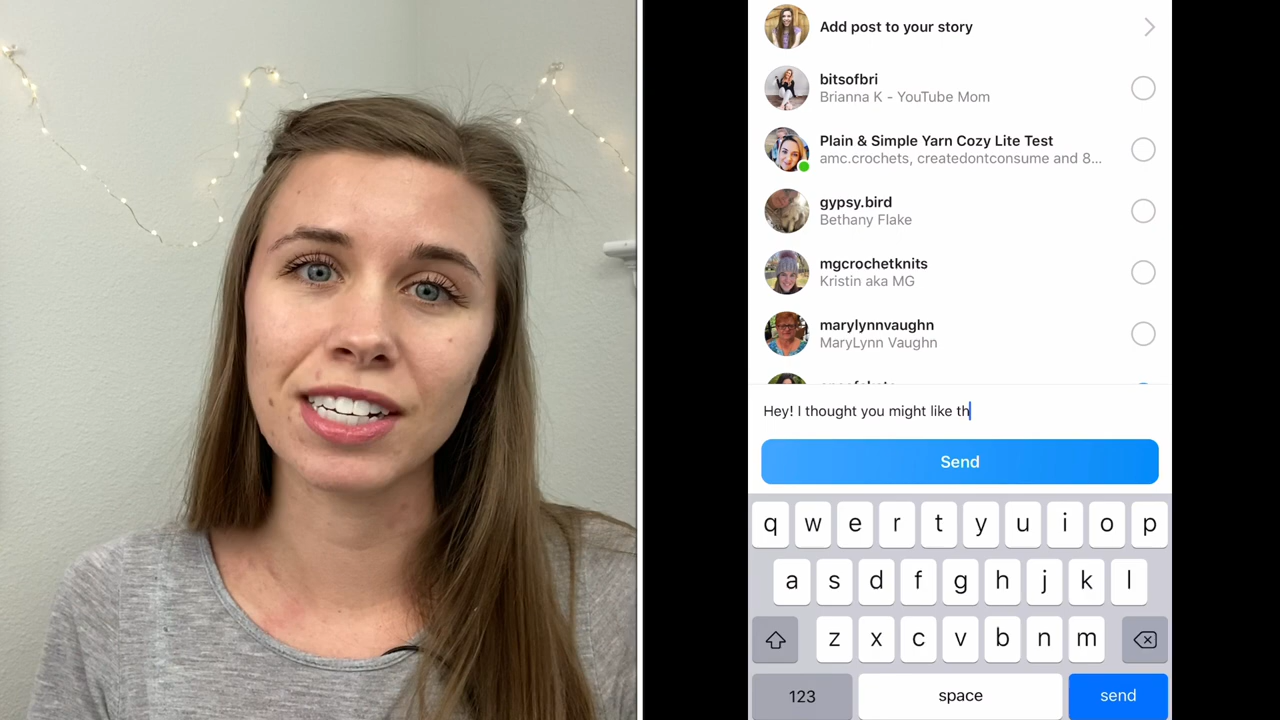 Add post to your story
bitsofbri
Brianna K - YouTube Mom
Plain & Simple Yarn Cozy Lite Test
amc.crochets, createdontconsume and 8...
gypsy.bird
Bethany Flake
mgcrochetknits
Kristin aka MG
marylynnvaughn
MaryLynn Vaughn
Hey! I thought you might like th
Send
q w e r t y u i o p
a s d f g h j k l
z x c v b n m
123 space send